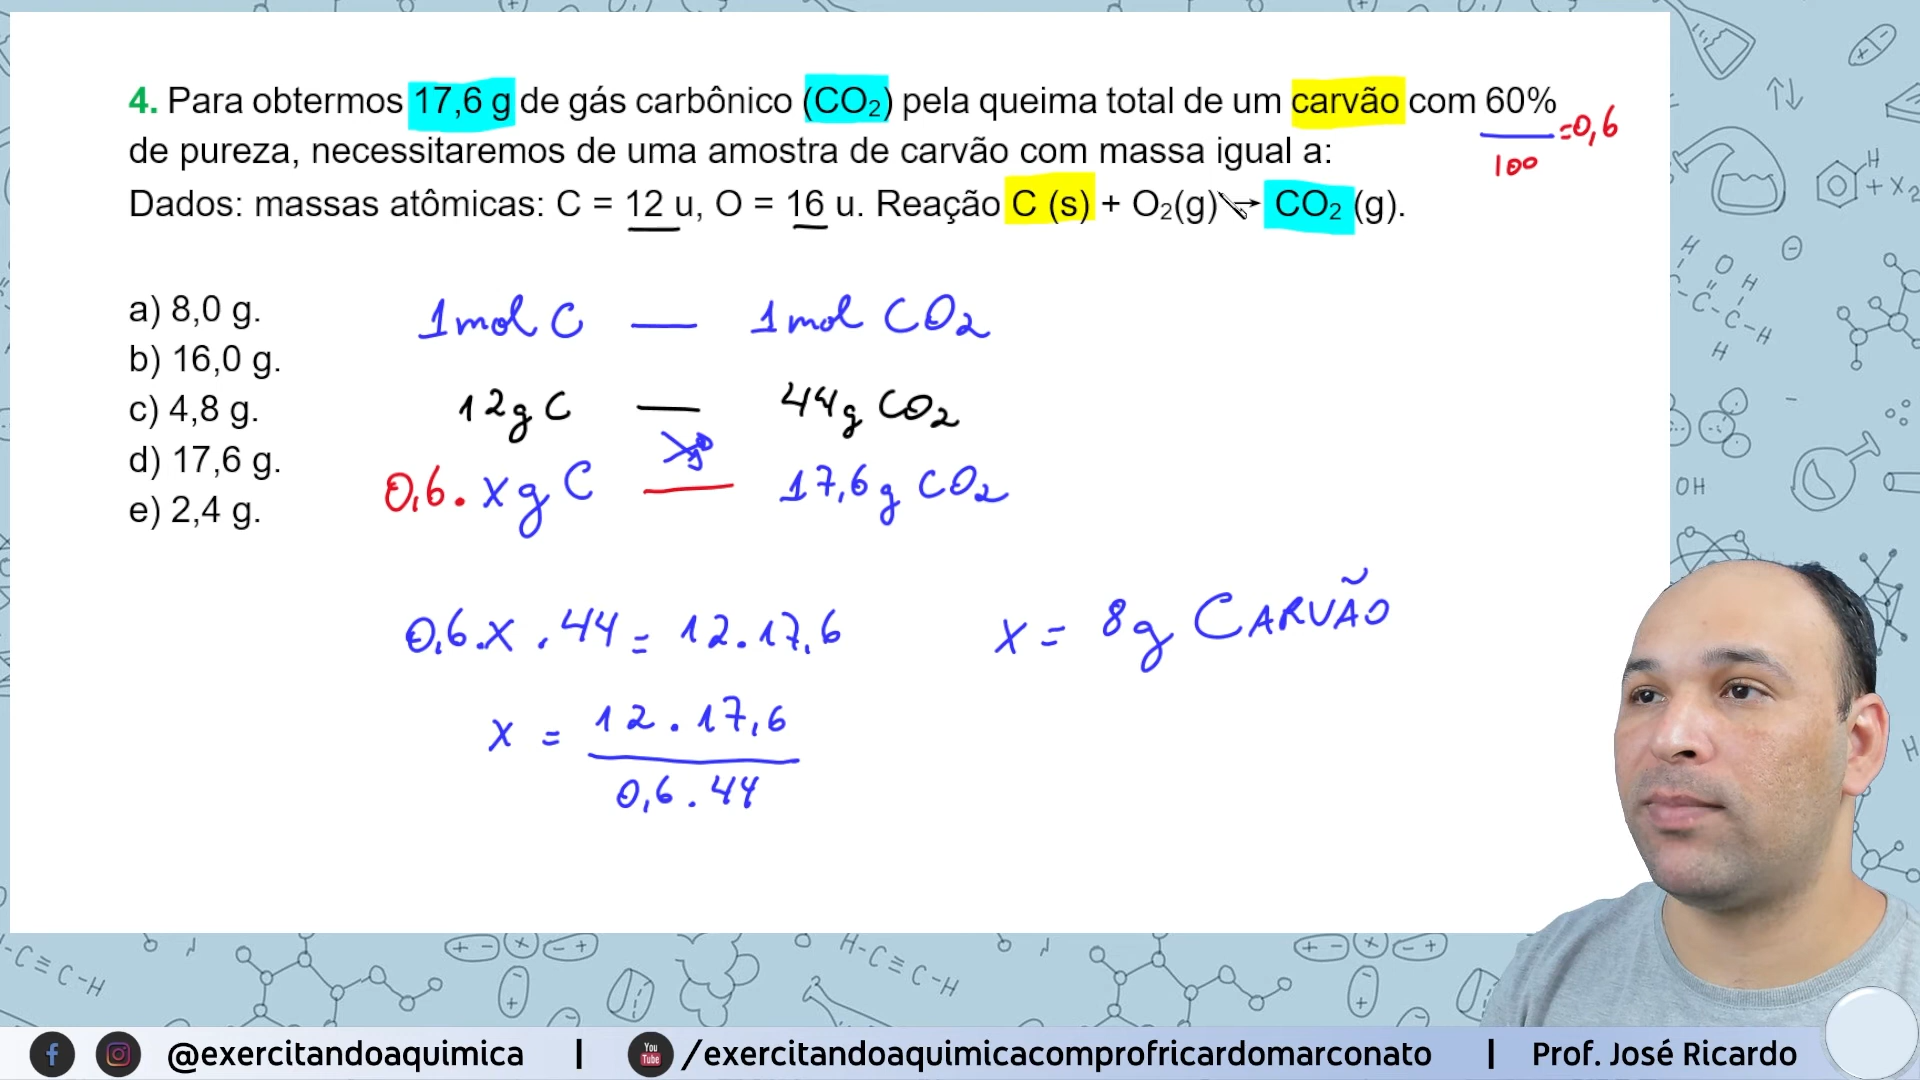 4. Para obtermos 17,6 g de gás carbônico (CO₂) pela queima total de um carvão com 60%
=0,6
100
de pureza, necessitaremos de uma amostra de carvão com massa igual a:
Dados: massas atômicas: C = 12 u, O = 16 u. Reação C (s) + O₂(g) → CO₂ (g).
a) 8,0 g.
b) 16,0 g.
c) 4,8 g.
d) 17,6 g.
e) 2,4 g.
1 mol C — 1 mol CO₂
12g C — 44g CO₂
0,6. x g C — 17,6 g CO₂
0,6.x . 44 = 12.17,6
x = 8g CARVÃO
x = 12 . 17,6
0,6 . 44
H
+ X₂
H O H
-C-C-H
H
OH
H
-C≡C-H
H-C≡C-H
@exercitandoaquimica | You Tube /exercitandoaquimicacomprofricardomarconato | Prof. José Ricardo